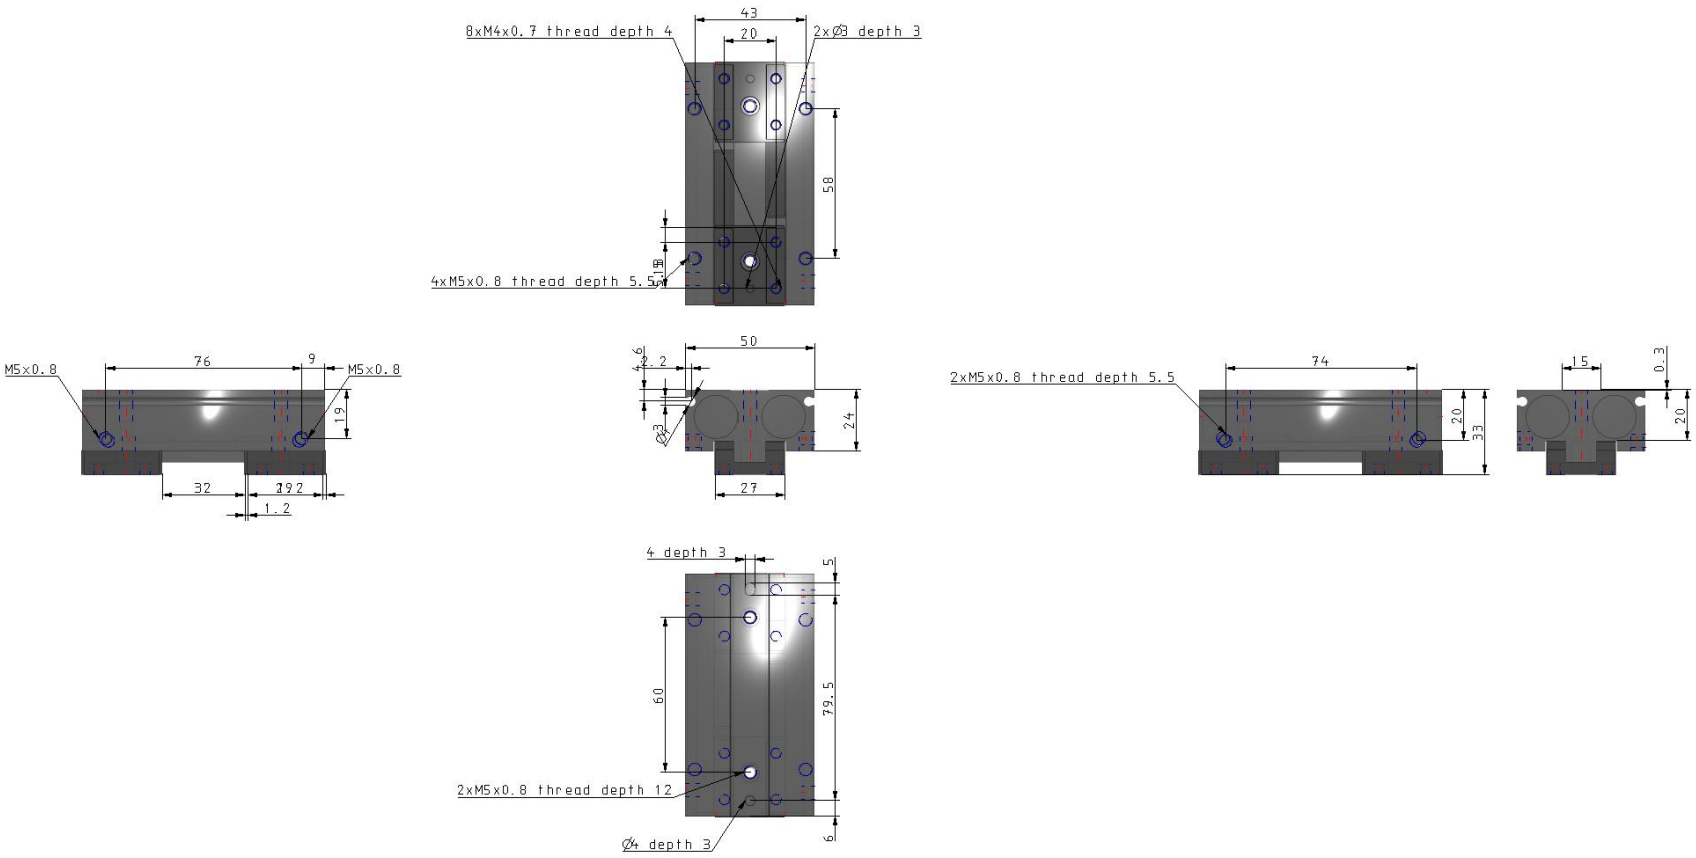 43
8xM4x0.7 thread depth 4
20
2xØ3 depth 3
58
4xM5x0.8 thread depth 5.5
76
9
M5x0.8
M5x0.8
19
32
1.2
50
6
2.2
4
Ø3
24
27
74
2xM5x0.8 thread depth 5.5
20
33
15
0.3
20
4 depth 3
5
60
79.5
2xM5x0.8 thread depth 12
Ø4 depth 3
6